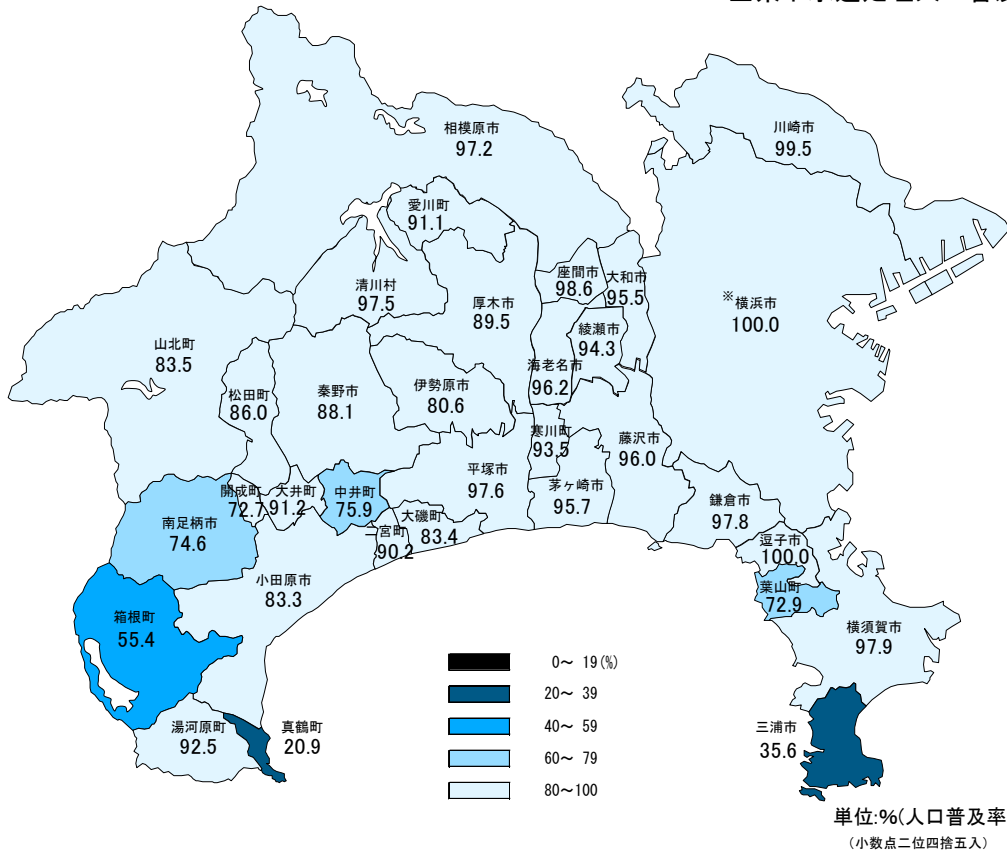 相模原市
97.2
川崎市
99.5
愛川町
91.1
清川村
97.5
厚木市
89.5
座間市
98.6
大和市
95.5
※横浜市
100.0
綾瀬市
94.3
海老名市
96.2
山北町
83.5
松田町
86.0
秦野市
88.1
伊勢原市
80.6
寒川町
93.5
藤沢市
96.0
平塚市
97.6
茅ヶ崎市
95.7
鎌倉市
97.8
開成町
72.7
大井町
91.2
中井町
75.9
南足柄市
74.6
二宮町
90.2
大磯町
83.4
逗子市
100.0
小田原市
83.3
葉山町
72.9
箱根町
55.4
横須賀市
97.9
湯河原町
92.5
真鶴町
20.9
三浦市
35.6
0~ 19(%)
20~ 39
40~ 59
60~ 79
80~100
単位:%(人口普及率
(小数点二位四捨五入)